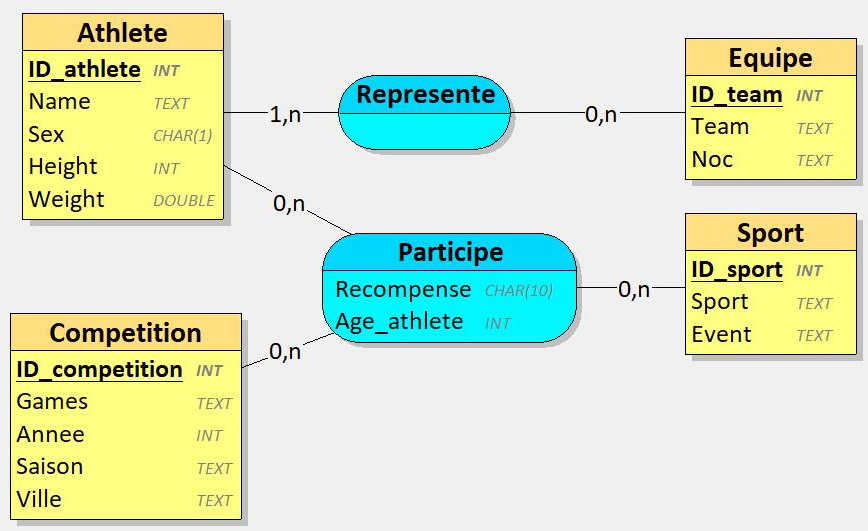 Athlete
ID_athlete INT
Name TEXT
Sex CHAR(1)
Height INT
Weight DOUBLE
1,n
Represente
0,n
Equipe
ID_team INT
Team TEXT
Noc TEXT
0,n
Participe
Recompense CHAR(10)
Age_athlete INT
0,n
Sport
ID_sport INT
Sport TEXT
Event TEXT
Competition
ID_competition INT
Games TEXT
Annee INT
Saison TEXT
Ville TEXT
0,n